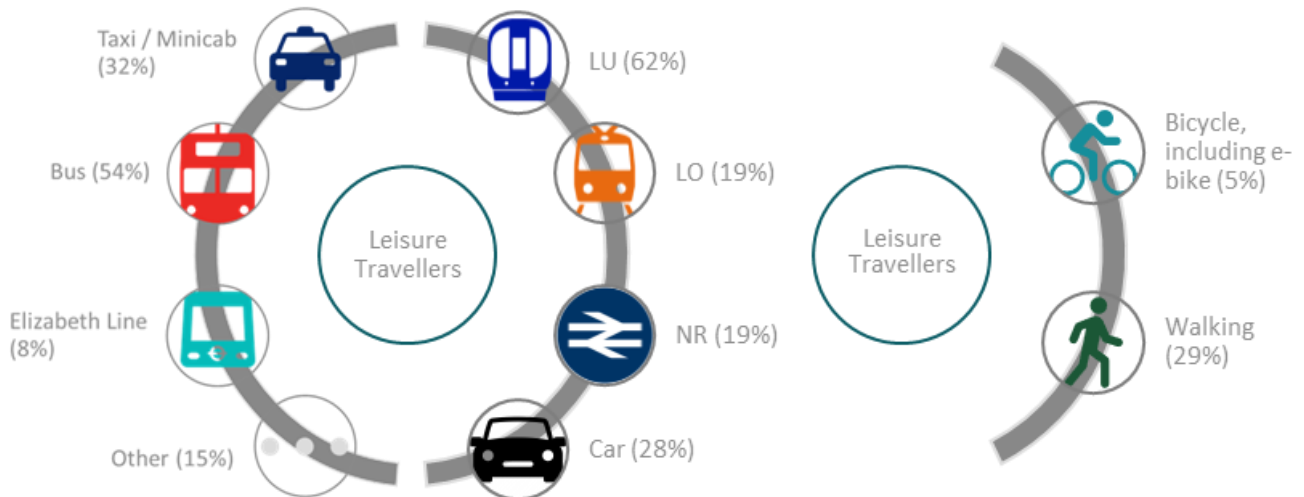 Taxi / Minicab
(32%)
LU (62%)
Bus (54%)
LO (19%)
Leisure
Travellers
Elizabeth Line
(8%)
NR (19%)
Other (15%)
Car (28%)
Leisure
Travellers
Bicycle,
including e-
bike (5%)
Walking
(29%)